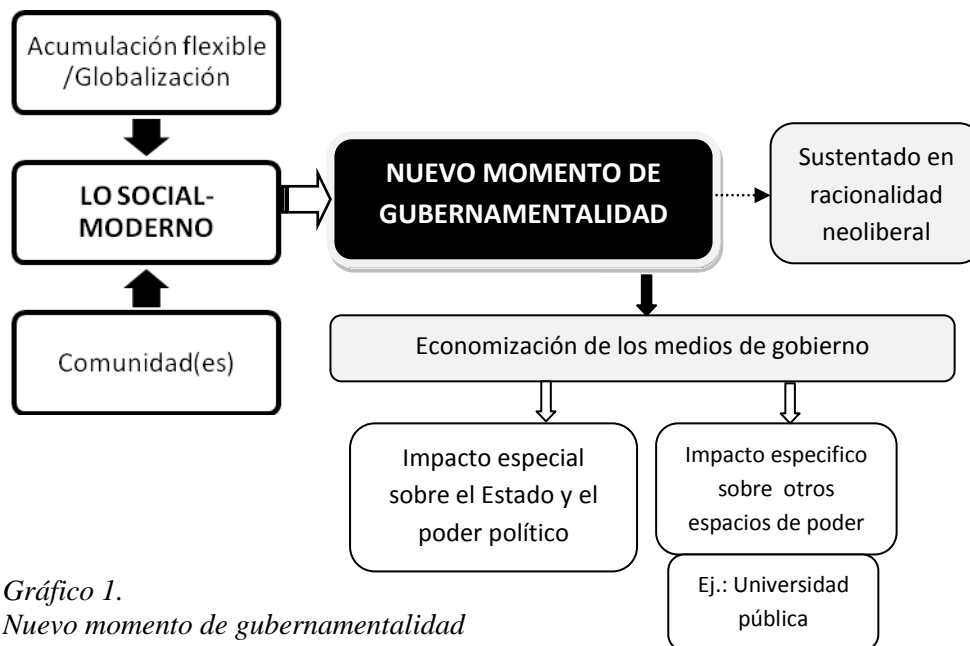 Acumulación flexible
/Globalización
LO SOCIAL-
MODERNO
Comunidad(es)
NUEVO MOMENTO DE
GUBERNAMENTALIDAD
Sustentado en
racionalidad
neoliberal
Economización de los medios de gobierno
Impacto especial
sobre el Estado y el
poder político
Impacto especifico
sobre otros
espacios de poder
Ej.: Universidad
pública
Gráfico 1.
Nuevo momento de gubernamentalidad